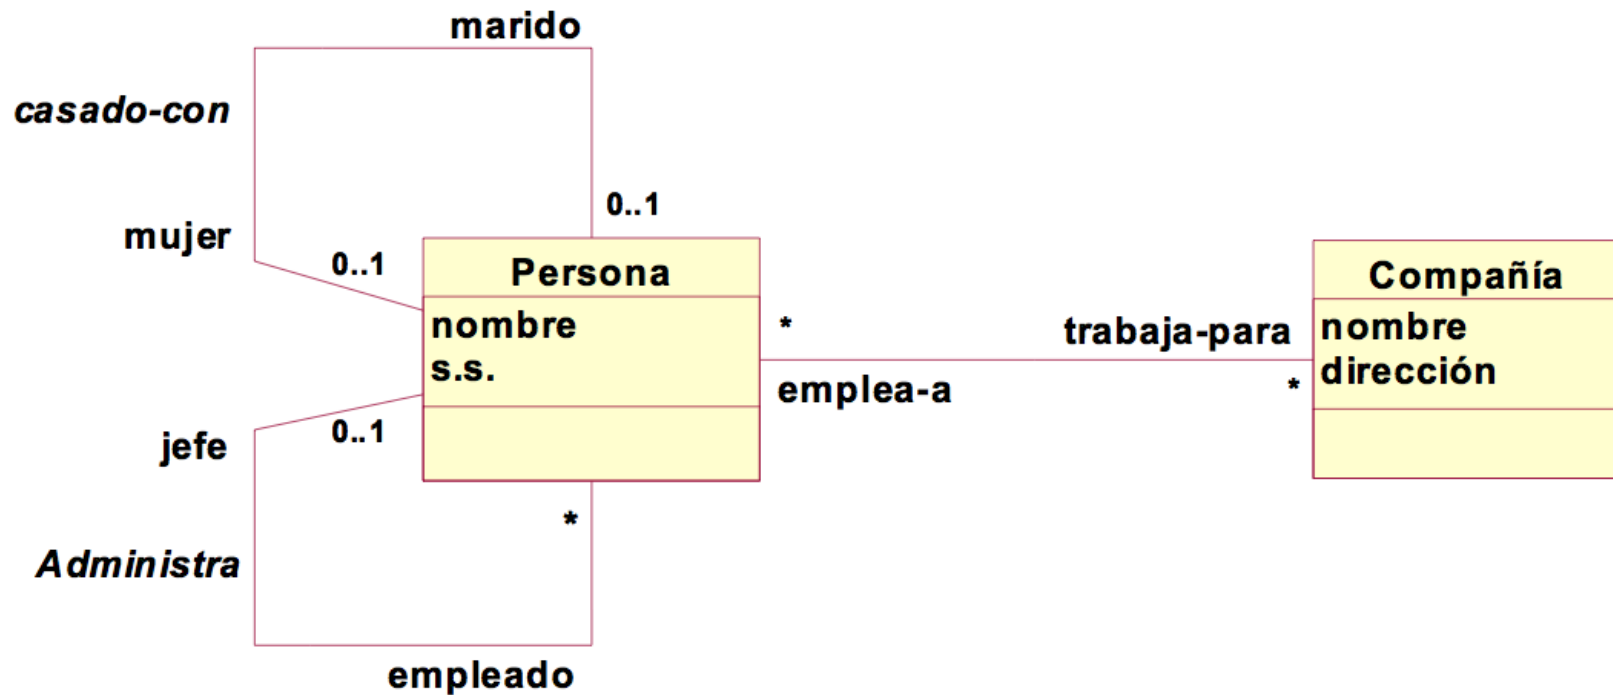 marido
casado-con
0..1
mujer
0..1
Persona
Compañía
nombre
s.s.
*
trabaja-para
nombre
dirección
emplea-a
*
jefe
0..1
*
Administra
empleado